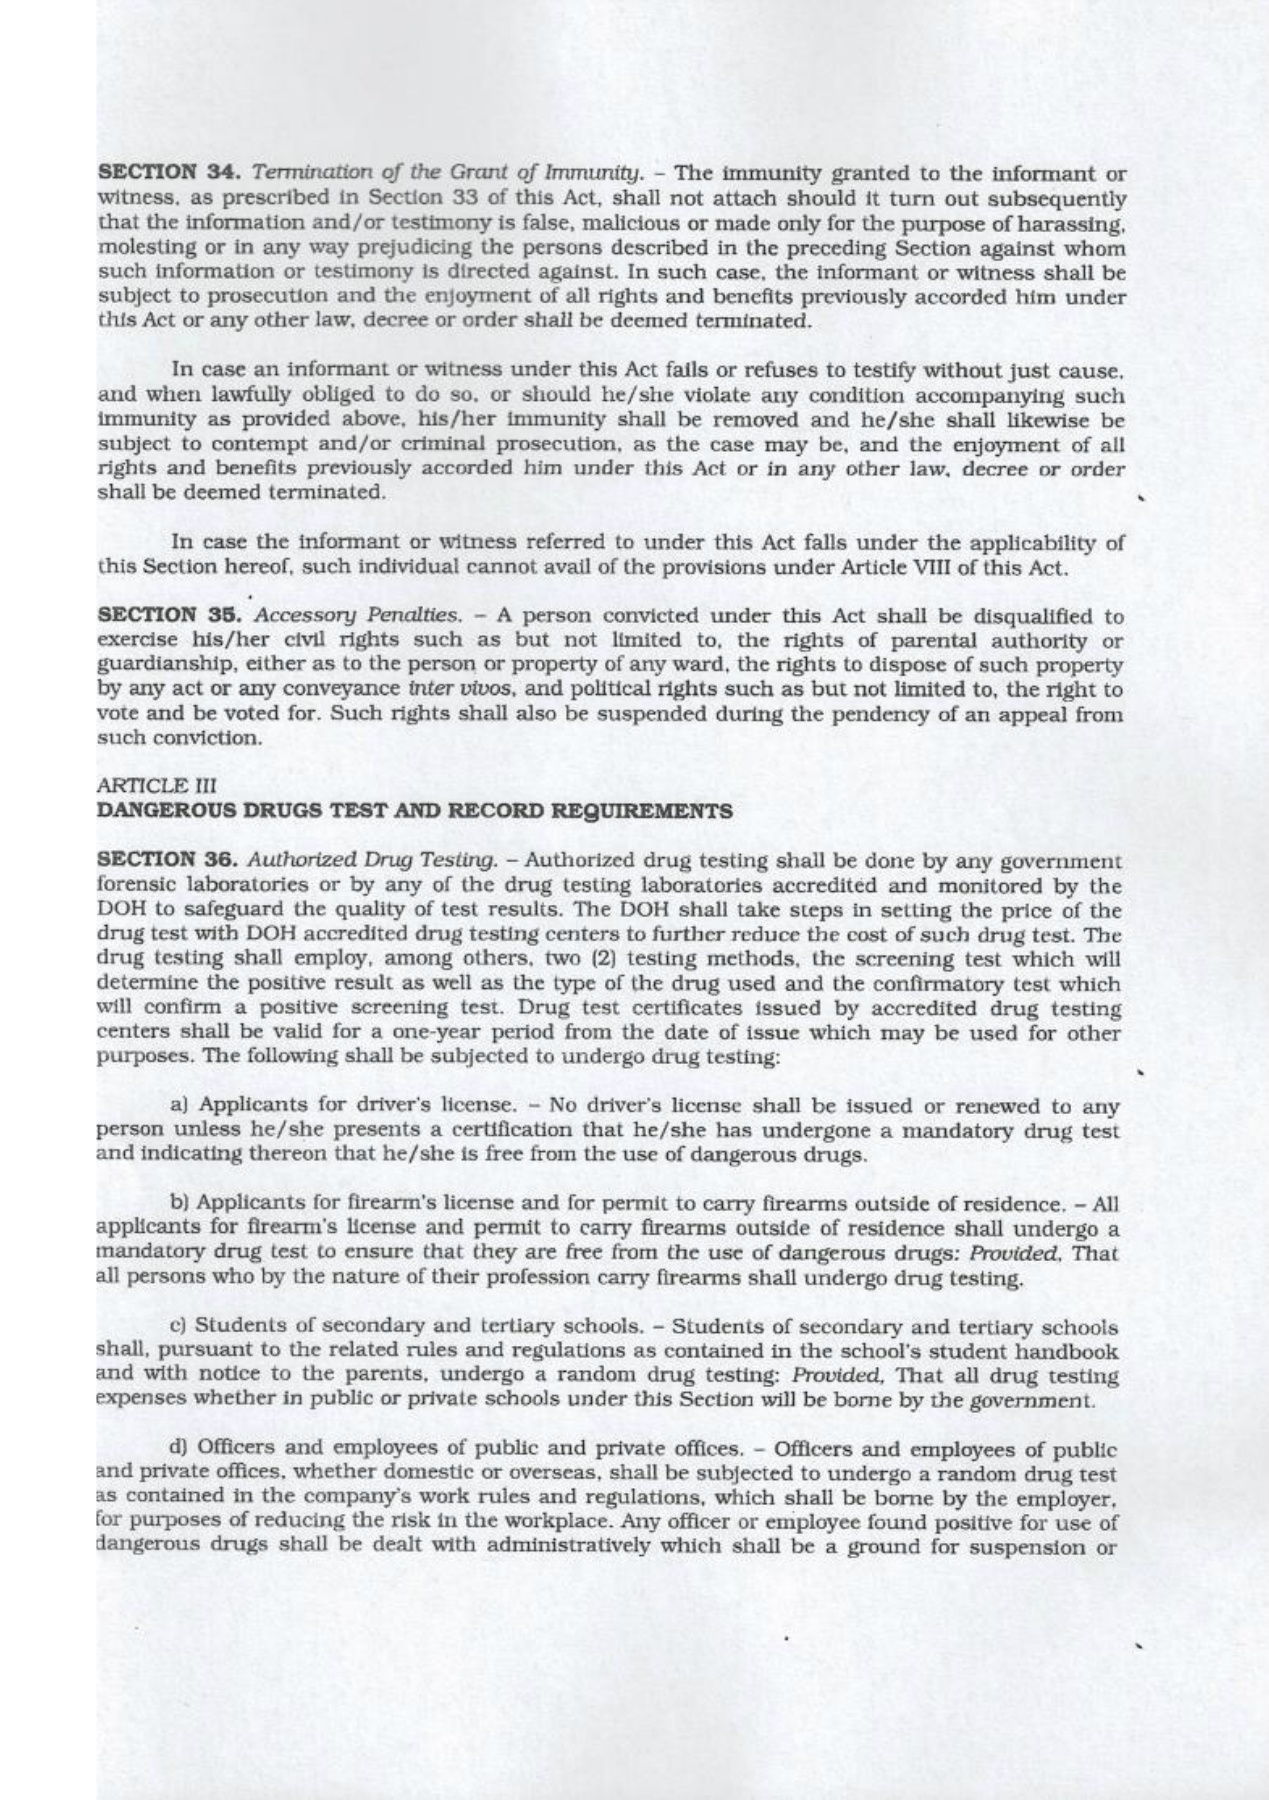 SECTION 34. Termination of the Grant of Immunity. – The immunity granted to the informant or
witness, as prescribed in Section 33 of this Act, shall not attach should it turn out subsequently
that the information and/or testimony is false, malicious or made only for the purpose of harassing,
molesting or in any way prejudicing the persons described in the preceding Section against whom
such information or testimony is directed against. In such case, the informant or witness shall be
subject to prosecution and the enjoyment of all rights and benefits previously accorded him under
this Act or any other law, decree or order shall be deemed terminated.
In case an informant or witness under this Act fails or refuses to testify without just cause,
and when lawfully obliged to do so, or should he/she violate any condition accompanying such
immunity as provided above, his/her immunity shall be removed and he/she shall likewise be
subject to contempt and/or criminal prosecution, as the case may be, and the enjoyment of all
rights and benefits previously accorded him under this Act or in any other law, decree or order
shall be deemed terminated.
In case the informant or witness referred to under this Act falls under the applicability of
this Section hereof, such individual cannot avail of the provisions under Article VIII of this Act.
SECTION 35. Accessory Penalties. – A person convicted under this Act shall be disqualified to
exercise his/her civil rights such as but not limited to, the rights of parental authority or
guardianship, either as to the person or property of any ward, the rights to dispose of such property
by any act or any conveyance inter vivos, and political rights such as but not limited to, the right to
vote and be voted for. Such rights shall also be suspended during the pendency of an appeal from
such conviction.
ARTICLE III
DANGEROUS DRUGS TEST AND RECORD REQUIREMENTS
SECTION 36. Authorized Drug Testing. – Authorized drug testing shall be done by any government
forensic laboratories or by any of the drug testing laboratories accredited and monitored by the
DOH to safeguard the quality of test results. The DOH shall take steps in setting the price of the
drug test with DOH accredited drug testing centers to further reduce the cost of such drug test. The
drug testing shall employ, among others, two (2) testing methods, the screening test which will
determine the positive result as well as the type of the drug used and the confirmatory test which
will confirm a positive screening test. Drug test certificates issued by accredited drug testing
centers shall be valid for a one-year period from the date of issue which may be used for other
purposes. The following shall be subjected to undergo drug testing:
a) Applicants for driver's license. – No driver's license shall be issued or renewed to any
person unless he/she presents a certification that he/she has undergone a mandatory drug test
and indicating thereon that he/she is free from the use of dangerous drugs.
b) Applicants for firearm's license and for permit to carry firearms outside of residence. – All
applicants for firearm's license and permit to carry firearms outside of residence shall undergo a
mandatory drug test to ensure that they are free from the use of dangerous drugs: Provided, That
all persons who by the nature of their profession carry firearms shall undergo drug testing.
c) Students of secondary and tertiary schools. – Students of secondary and tertiary schools
shall, pursuant to the related rules and regulations as contained in the school's student handbook
and with notice to the parents, undergo a random drug testing: Provided, That all drug testing
expenses whether in public or private schools under this Section will be borne by the government.
d) Officers and employees of public and private offices. – Officers and employees of public
and private offices, whether domestic or overseas, shall be subjected to undergo a random drug test
as contained in the company's work rules and regulations, which shall be borne by the employer,
for purposes of reducing the risk in the workplace. Any officer or employee found positive for use of
dangerous drugs shall be dealt with administratively which shall be a ground for suspension or